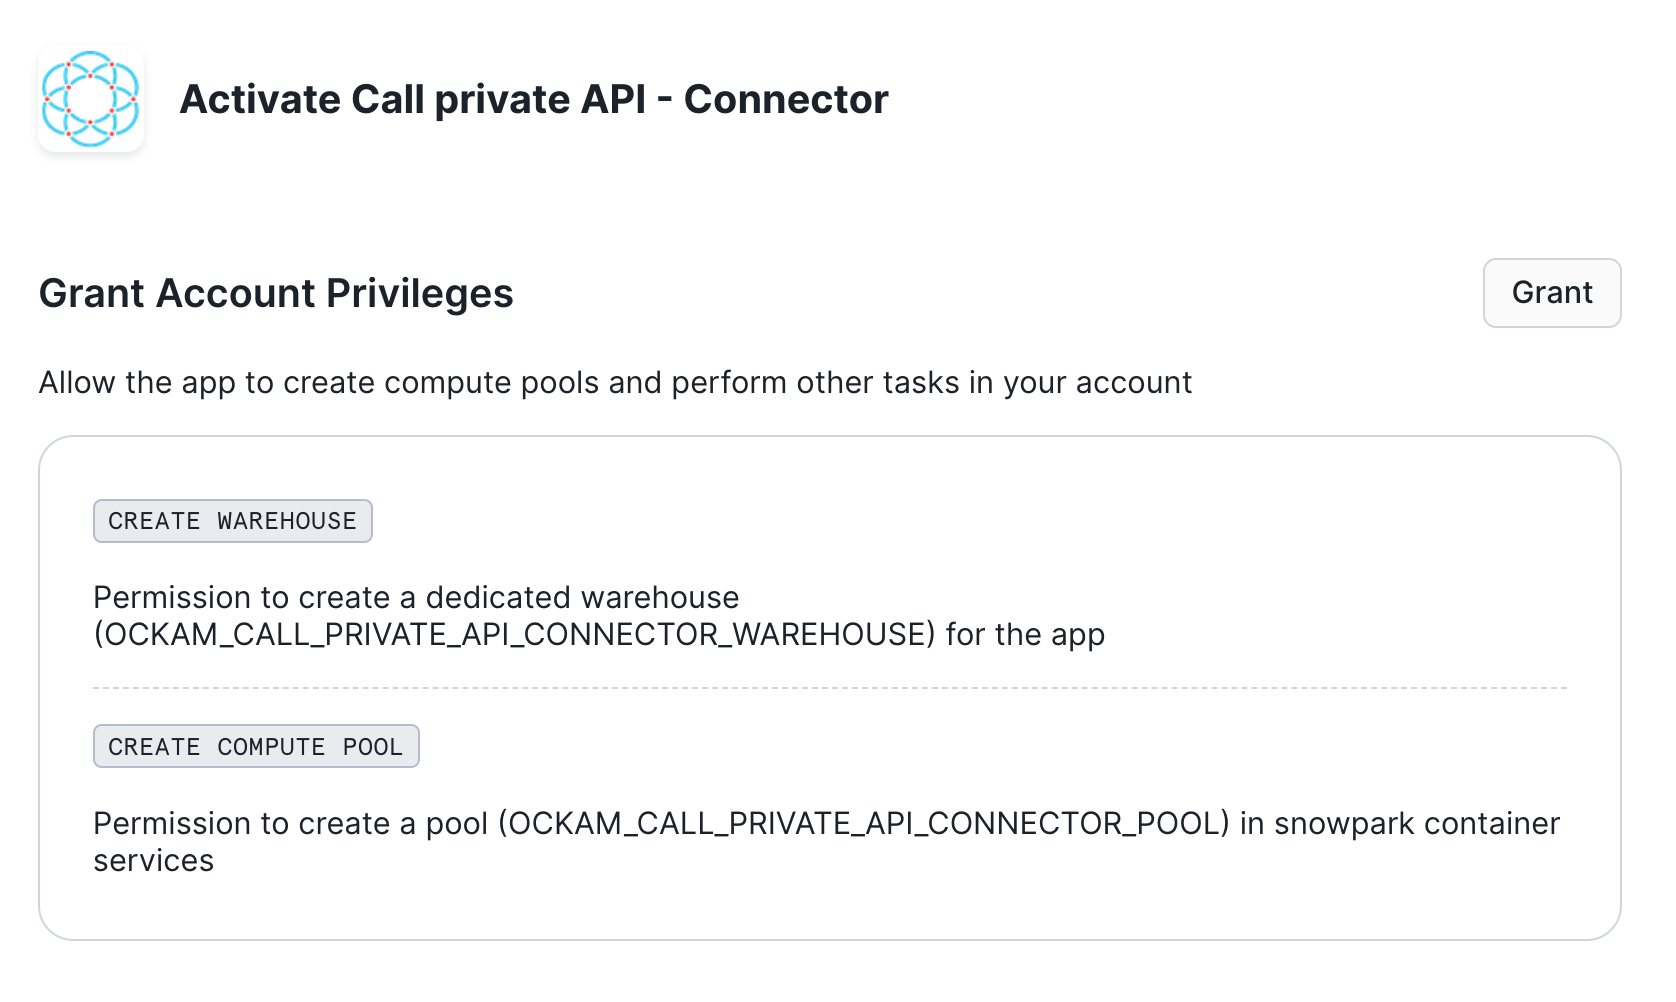 Activate Call private API - Connector
Grant Account Privileges
Grant
Allow the app to create compute pools and perform other tasks in your account
CREATE WAREHOUSE
Permission to create a dedicated warehouse
(OCKAM_CALL_PRIVATE_API_CONNECTOR_WAREHOUSE) for the app
CREATE COMPUTE POOL
Permission to create a pool (OCKAM_CALL_PRIVATE_API_CONNECTOR_POOL) in snowpark container
services